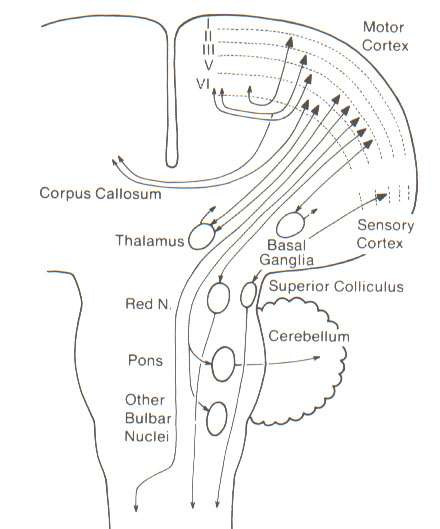 I
II
III
V
VI
Motor
Cortex
Corpus Callosum
Thalamus
Basal
Ganglia
Sensory
Cortex
Red N.
Superior Colliculus
Pons
Cerebellum
Other
Bulbar
Nuclei